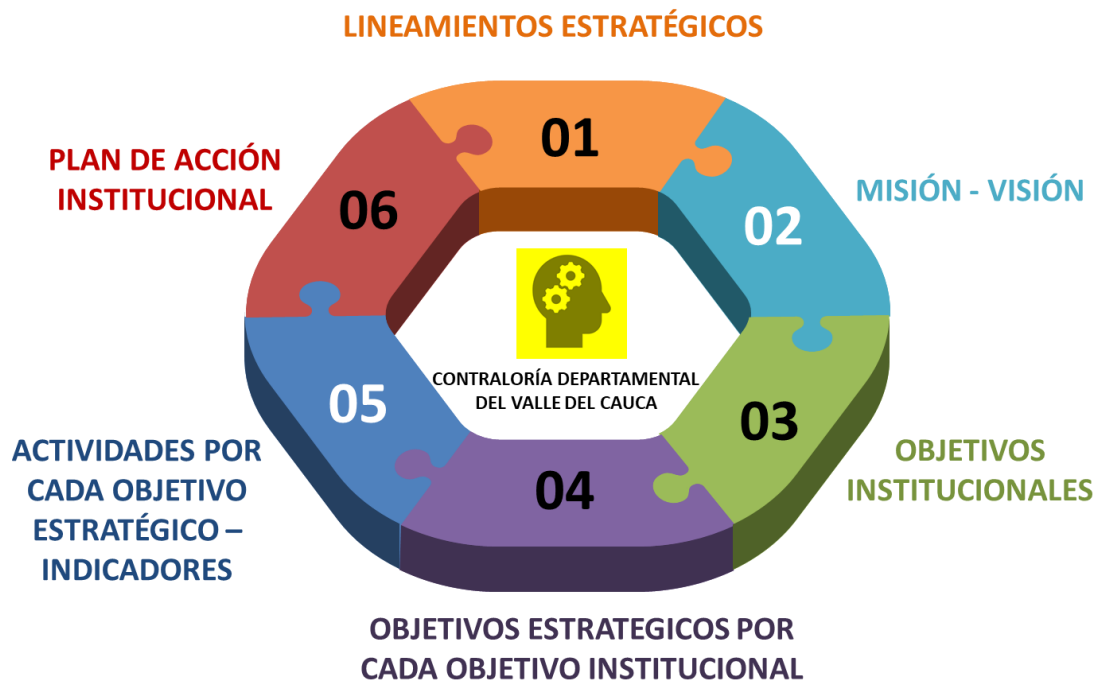 LINEAMIENTOS ESTRATÉGICOS
01
MISIÓN - VISIÓN
02
OBJETIVOS
INSTITUCIONALES
03
OBJETIVOS ESTRATEGICOS POR
CADA OBJETIVO INSTITUCIONAL
04
ACTIVIDADES POR
CADA OBJETIVO
ESTRATÉGICO –
INDICADORES
05
PLAN DE ACCIÓN
INSTITUCIONAL
06
CONTRALORÍA DEPARTAMENTAL
DEL VALLE DEL CAUCA